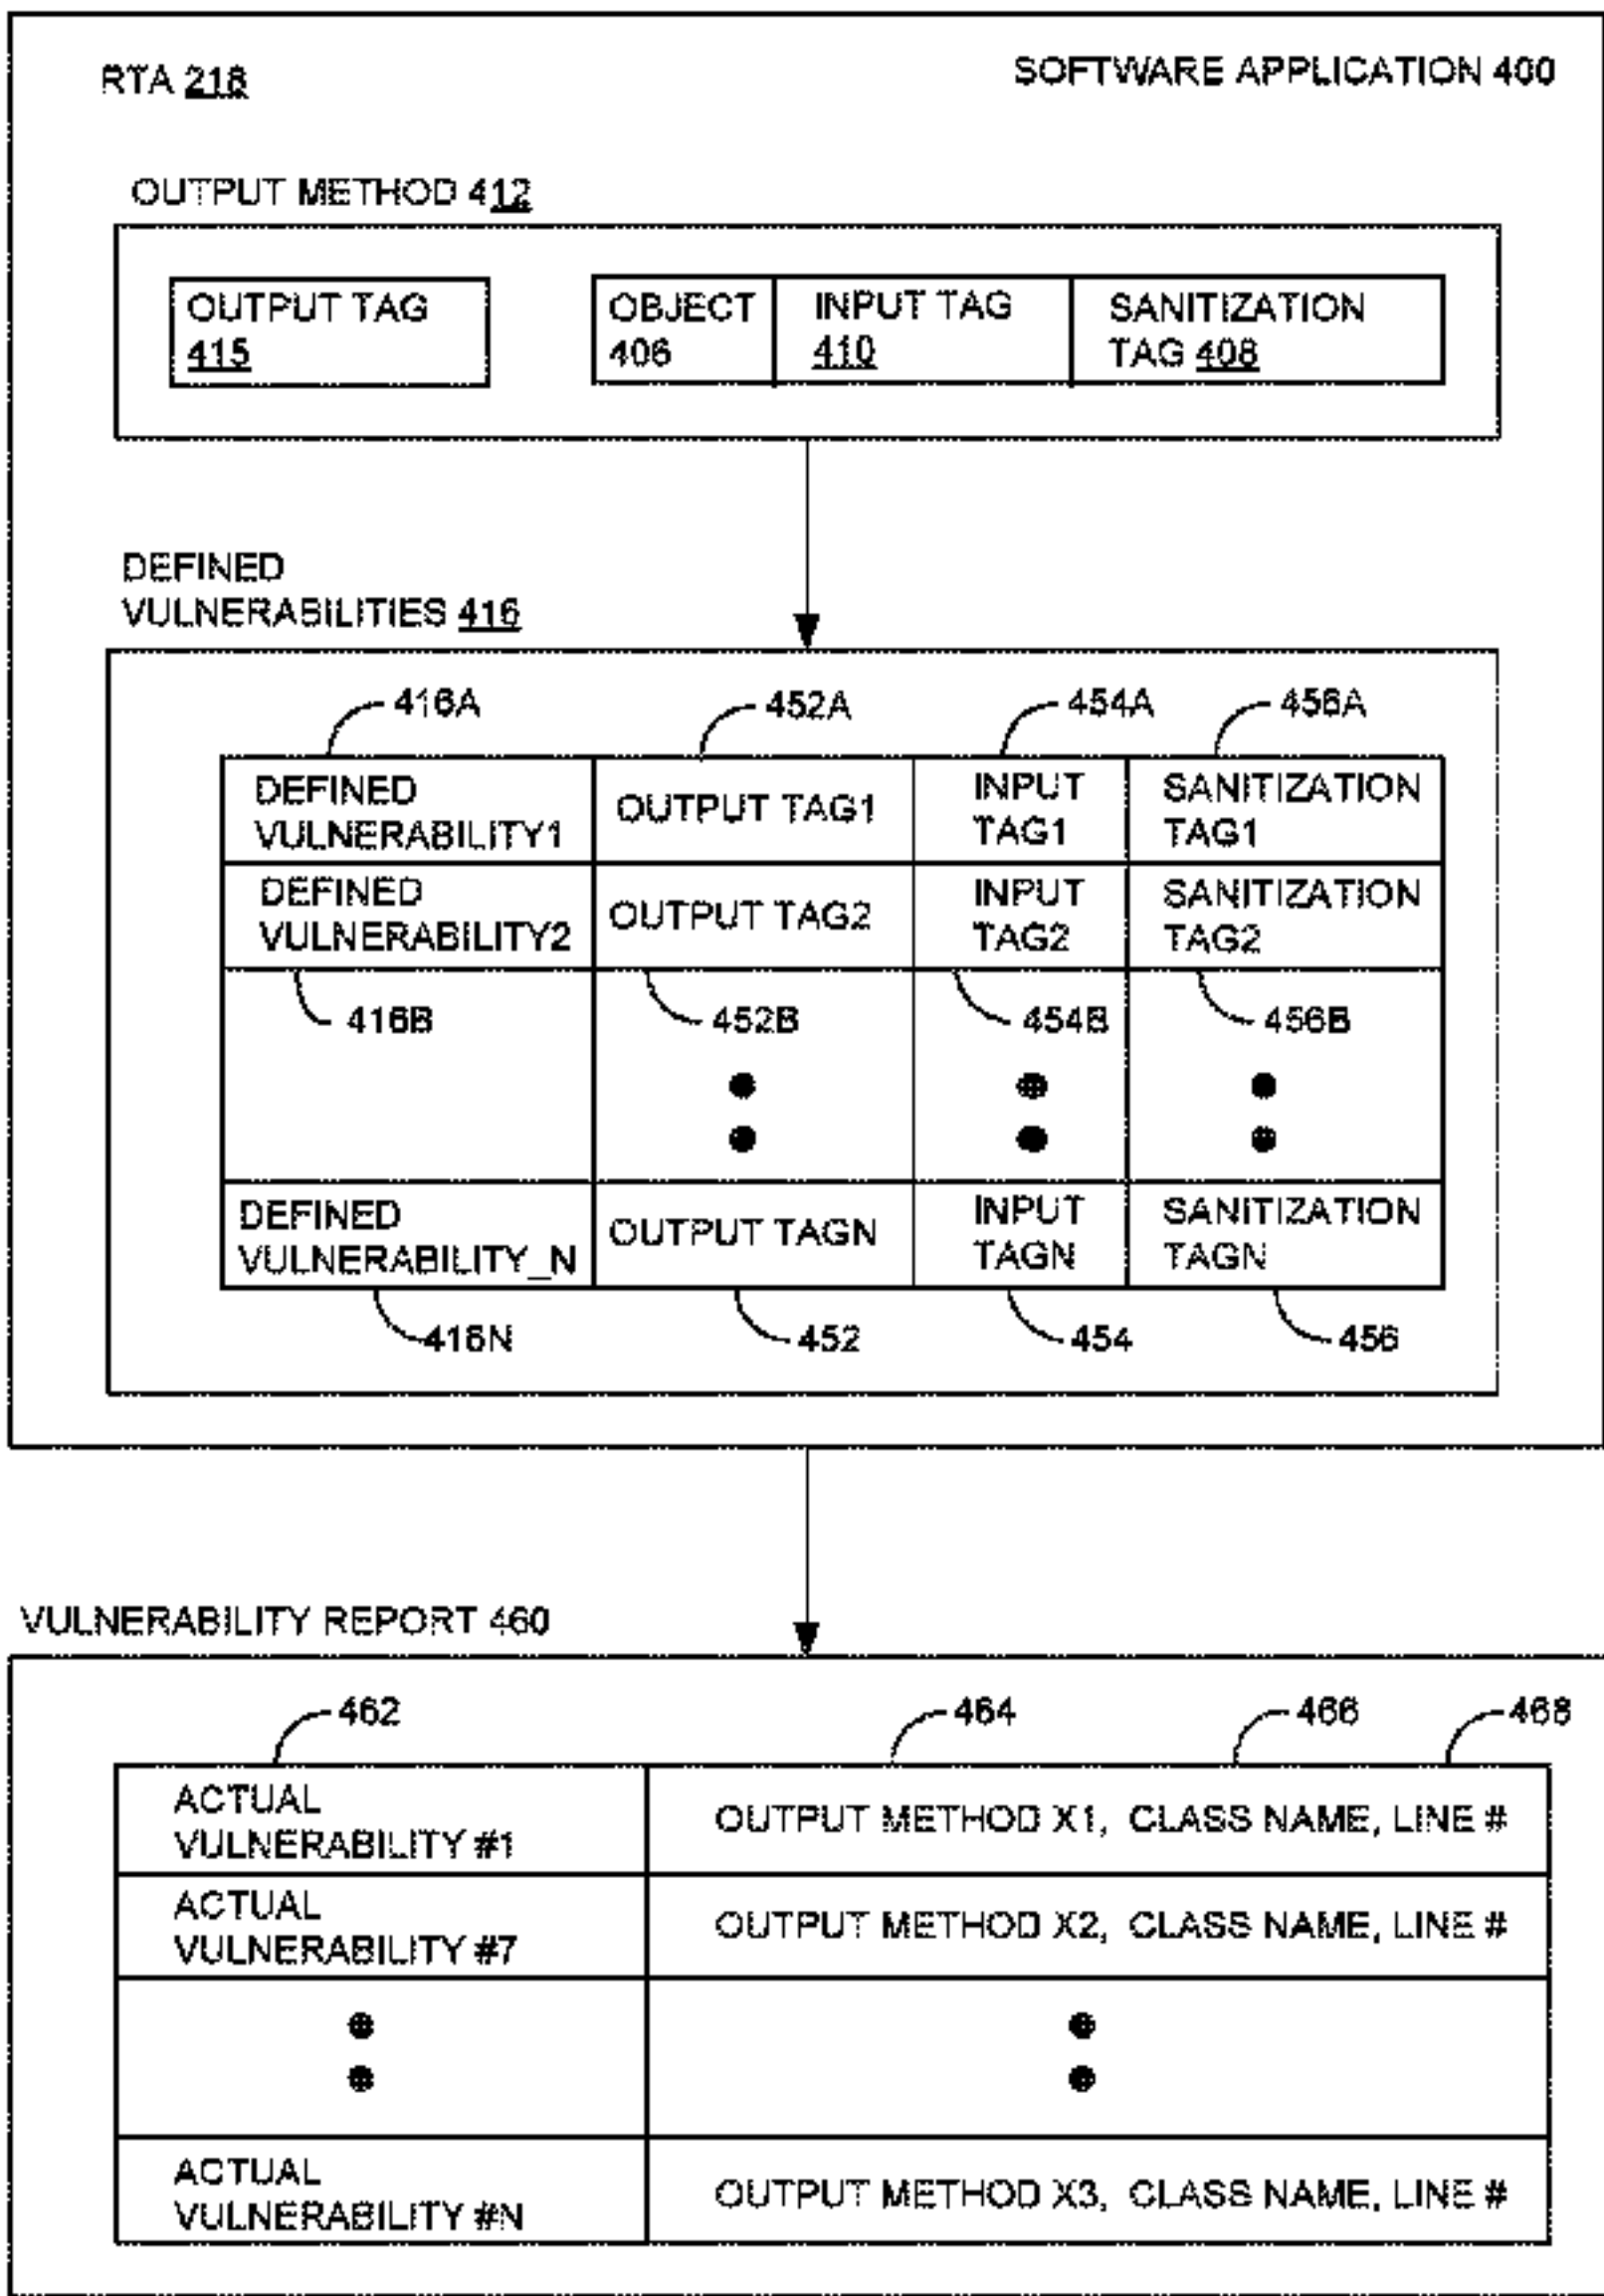 RTA 218
SOFTWARE APPLICATION 400
OUTPUT METHOD 412
OUTPUT TAG
415
OBJECT
406
INPUT TAG
410
SANITIZATION
TAG 408
DEFINED
VULNERABILITIES 416
416A
452A
454A
456A
DEFINED
VULNERABILITY1
OUTPUT TAG1
INPUT
TAG1
SANITIZATION
TAG1
DEFINED
VULNERABILITY2
OUTPUT TAG2
INPUT
TAG2
SANITIZATION
TAG2
416B
452B
454B
456B
DEFINED
VULNERABILITY_N
OUTPUT TAGN
INPUT
TAGN
SANITIZATION
TAGN
416N
452
454
456
VULNERABILITY REPORT 460
462
464
466
468
ACTUAL
VULNERABILITY #1
OUTPUT METHOD X1, CLASS NAME, LINE #
ACTUAL
VULNERABILITY #7
OUTPUT METHOD X2, CLASS NAME, LINE #
ACTUAL
VULNERABILITY #N
OUTPUT METHOD X3, CLASS NAME, LINE #